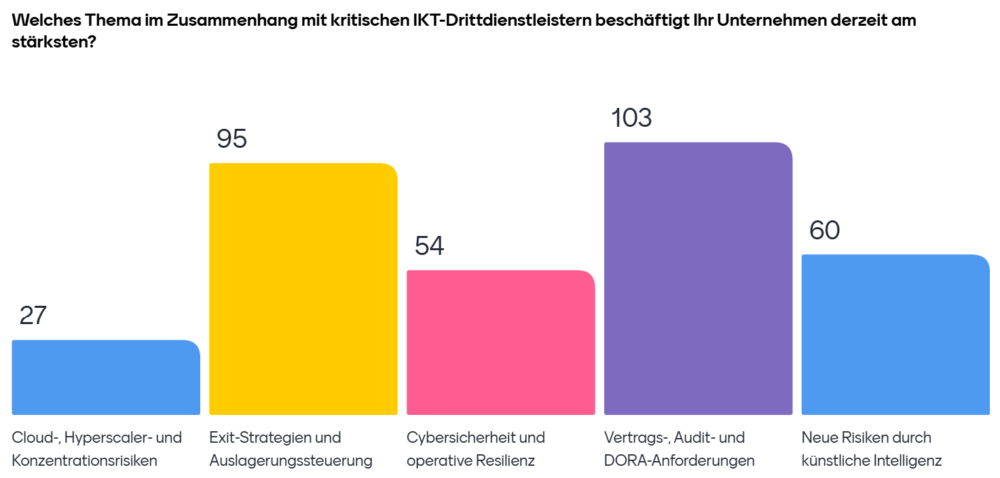 Welches Thema im Zusammenhang mit kritischen IKT-Drittdienstleistern beschäftigt Ihr Unternehmen derzeit am
stärksten?
27
95
54
103
60
Cloud-, Hyperscaler- und
Konzentrationsrisiken
Exit-Strategien und
Auslagerungssteuerung
Cybersicherheit und
operative Resilienz
Vertrags-, Audit- und
DORA-Anforderungen
Neue Risiken durch
künstliche Intelligenz